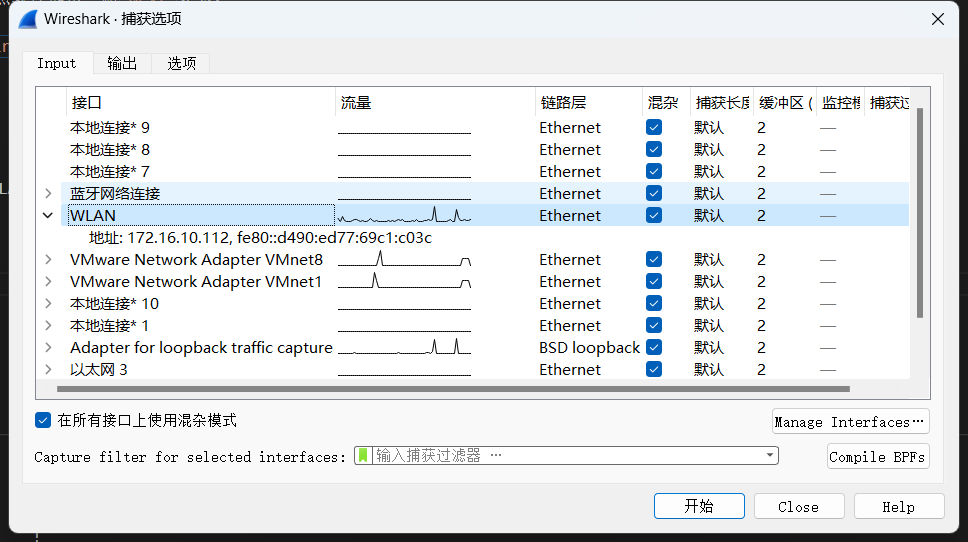 Wireshark · 捕获选项
Input 输出 选项
接口 流量 链路层 混杂 捕获长度 缓冲区 ( 监控模 捕获过
本地连接* 9 Ethernet 默认 2 —
本地连接* 8 Ethernet 默认 2 —
本地连接* 7 Ethernet 默认 2 —
蓝牙网络连接 Ethernet 默认 2 —
WLAN Ethernet 默认 2 —
地址: 172.16.10.112, fe80::d490:ed77:69c1:c03c
VMware Network Adapter VMnet8 Ethernet 默认 2 —
VMware Network Adapter VMnet1 Ethernet 默认 2 —
本地连接* 10 Ethernet 默认 2 —
本地连接* 1 Ethernet 默认 2 —
Adapter for loopback traffic capture BSD loopback 默认 2 —
以太网 3 Ethernet 默认 2 —
在所有接口上使用混杂模式
Manage Interfaces…
Capture filter for selected interfaces: 输入捕获过滤器 …
Compile BPFs
开始 Close Help